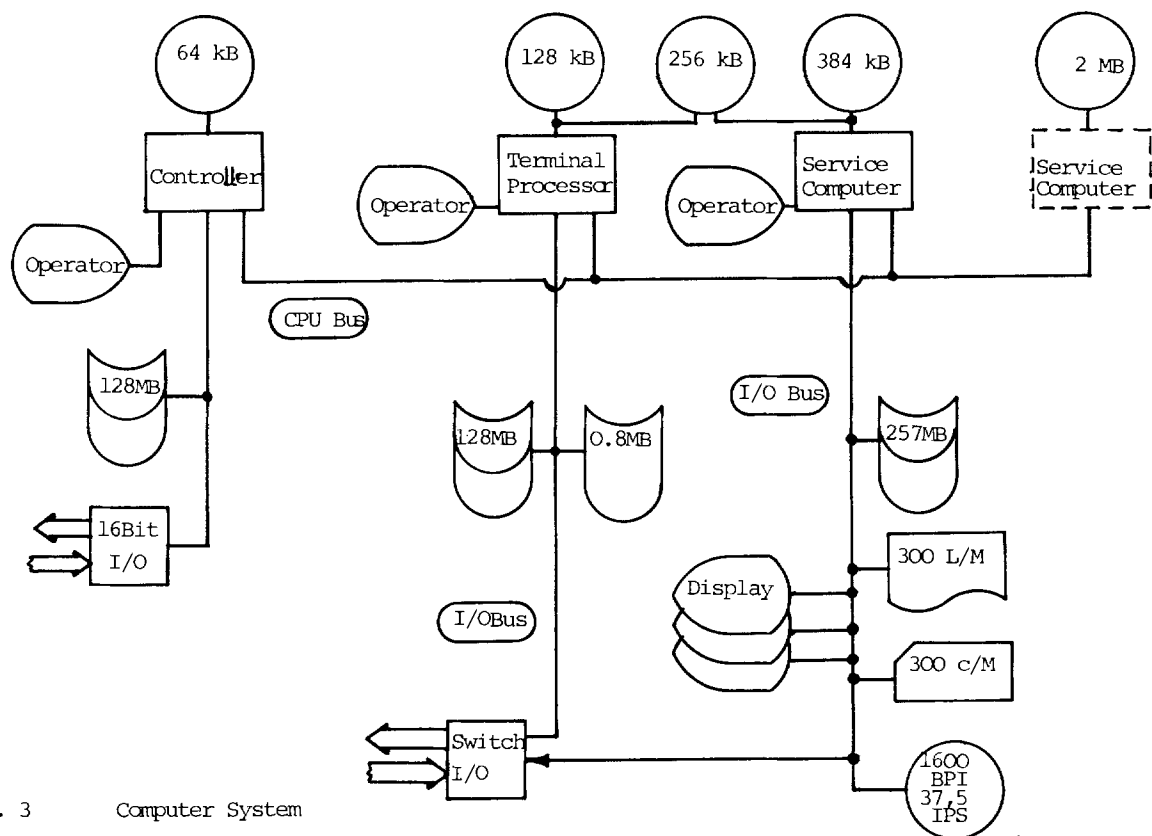 64 kB
128 kB
256 kB
384 kB
2 MB
Controller
Terminal
Processor
Service
Computer
Service
Computer
Operator
Operator
Operator
CPU Bus
128MB
128MB
0.8MB
I/O Bus
257MB
16Bit
I/O
300 L/M
Display
I/OBus
300 c/M
Switch
I/O
1600
BPI
37,5
IPS
. 3 Computer System